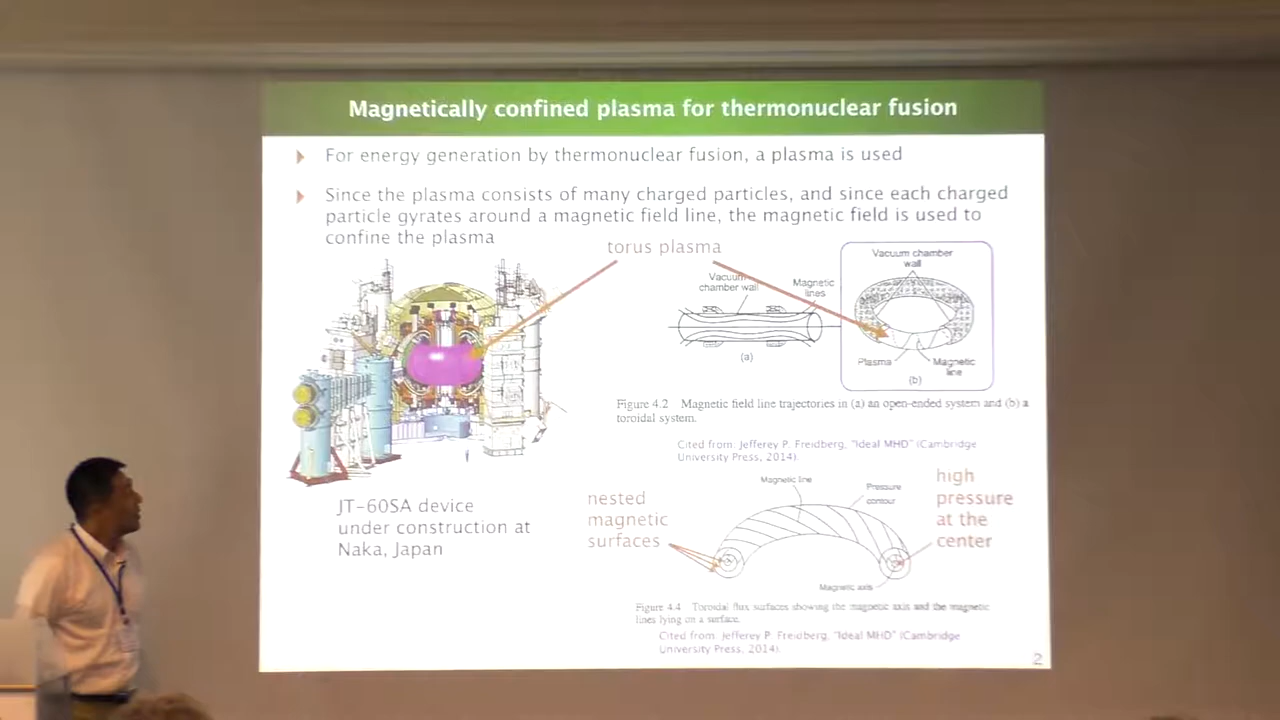 Magnetically confined plasma for thermonuclear fusion
For energy generation by thermonuclear fusion, a plasma is used
Since the plasma consists of many charged particles, and since each charged
particle gyrates around a magnetic field line, the magnetic field is used to
confine the plasma
torus plasma
Vacuum
chamber wall
Magnetic
lines
(a)
Vacuum chamber
wall
Plasma
Magnetic
line
(b)
Figure 4.2 Magnetic field line trajectories in (a) an open-ended system and (b) a
toroidal system.
Cited from: Jefferey P. Freidberg, "Ideal MHD" (Cambridge
University Press, 2014).
JT-60SA device
under construction at
Naka, Japan
nested
magnetic
surfaces
Magnetic line
Pressure
contour
high
pressure
at the
center
Magnetic axis
Figure 4.4 Toroidal flux surfaces showing the magnetic axis and the magnetic
lines lying on a surface.
Cited from: Jefferey P. Freidberg, "Ideal MHD" (Cambridge
University Press, 2014).
2